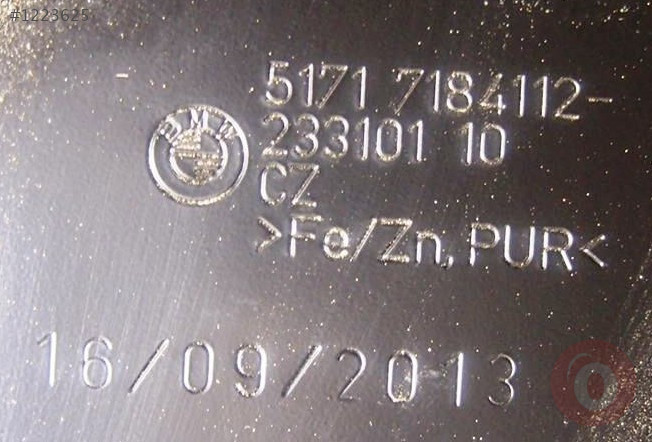 #1223625
5171 7184112-
BMW
233101 10
CZ
>Fe/Zn, PUR<
16/09/2013